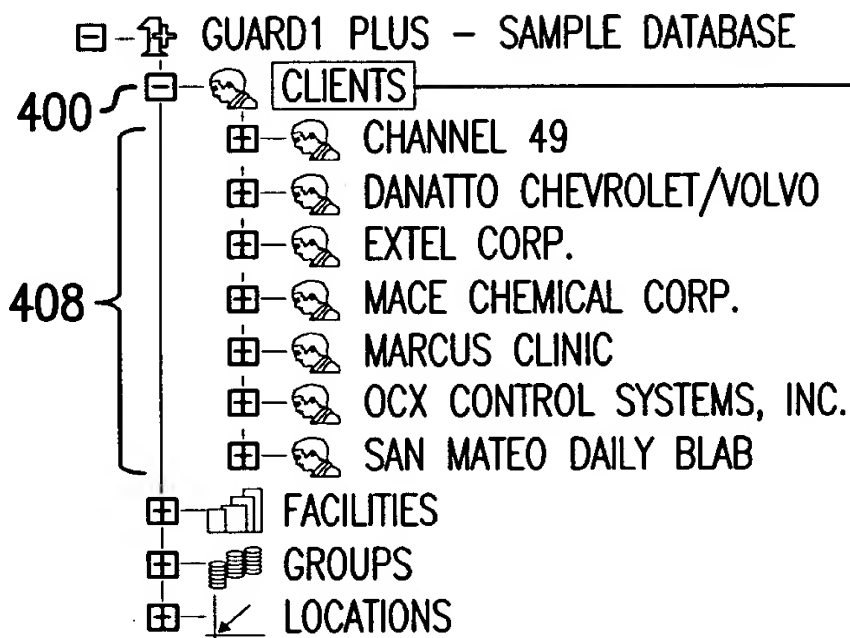 GUARD1 PLUS – SAMPLE DATABASE
400 CLIENTS
CHANNEL 49
DANATTO CHEVROLET/VOLVO
EXTEL CORP.
408 MACE CHEMICAL CORP.
MARCUS CLINIC
OCX CONTROL SYSTEMS, INC.
SAN MATEO DAILY BLAB
FACILITIES
GROUPS
LOCATIONS